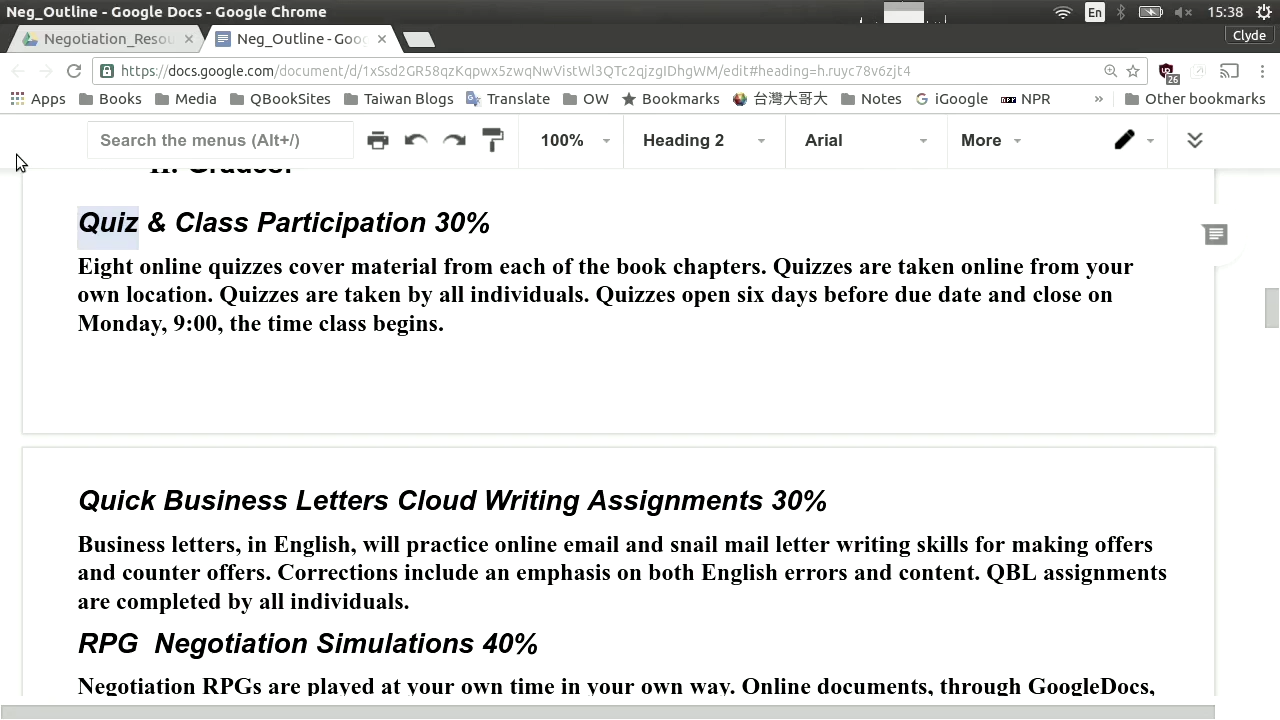 Neg_Outline - Google Docs - Google Chrome
En
15:38
Negotiation_Resou
Neg_Outline - Goo
Clyde
https://docs.google.com/document/d/1xSsd2GR58qzKqpwx5zwqNwVistWl3QTc2qjzgIDhgWM/edit#heading=h.ruyc78v6zjt4
26
Apps Books Media QBookSites Taiwan Blogs Translate OW Bookmarks 台灣大哥大 Notes iGoogle NPR » Other bookmarks
Search the menus (Alt+/)
100% Heading 2 Arial More
II. Grades:
Quiz & Class Participation 30%
Eight online quizzes cover material from each of the book chapters. Quizzes are taken online from your
own location. Quizzes are taken by all individuals. Quizzes open six days before due date and close on
Monday, 9:00, the time class begins.
Quick Business Letters Cloud Writing Assignments 30%
Business letters, in English, will practice online email and snail mail letter writing skills for making offers
and counter offers. Corrections include an emphasis on both English errors and content. QBL assignments
are completed by all individuals.
RPG Negotiation Simulations 40%
Negotiation RPGs are played at your own time in your own way. Online documents, through GoogleDocs,